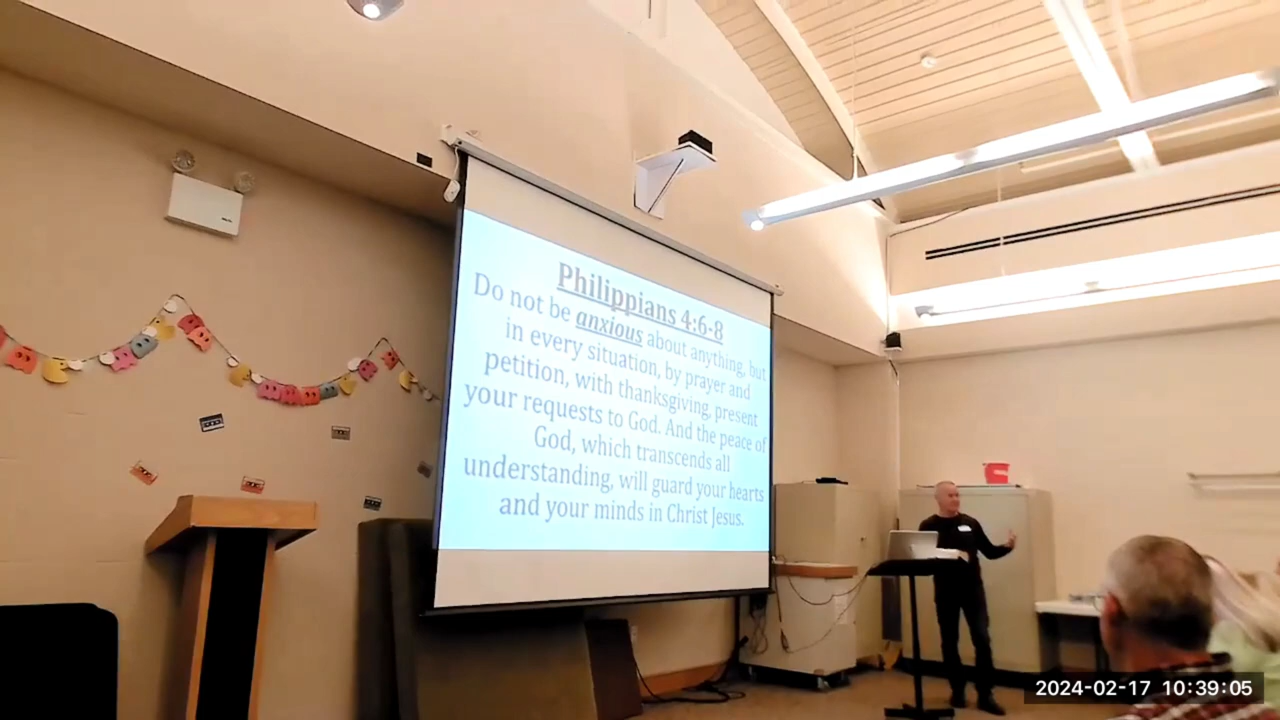 Philippians 4:6-8
Do not be anxious about anything, but
in every situation, by prayer and
petition, with thanksgiving, present
your requests to God. And the peace of
God, which transcends all
understanding, will guard your hearts
and your minds in Christ Jesus.
2024-02-17 10:39:05